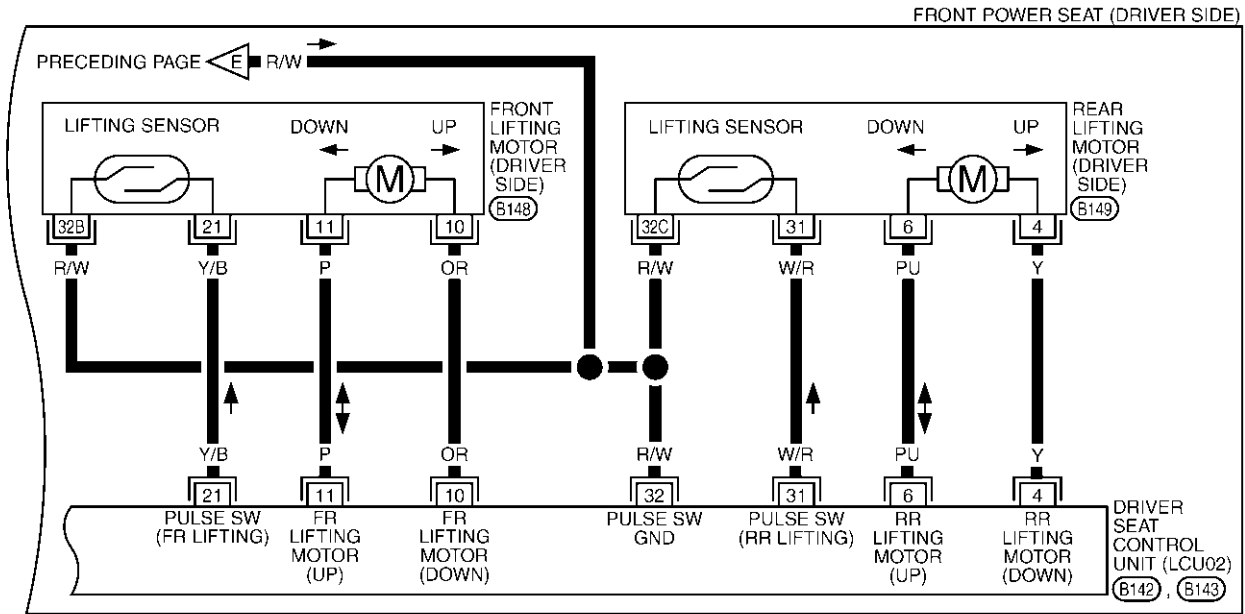 FRONT POWER SEAT (DRIVER SIDE)
PRECEDING PAGE E R/W
LIFTING SENSOR DOWN UP
M
FRONT
LIFTING
MOTOR
(DRIVER
SIDE)
B148
LIFTING SENSOR DOWN UP
M
REAR
LIFTING
MOTOR
(DRIVER
SIDE)
B149
32B 21 11 10 32C 31 6 4
R/W Y/B P OR R/W W/R PU Y
Y/B P OR R/W W/R PU Y
21 11 10 32 31 6 4
PULSE SW
(FR LIFTING)
FR
LIFTING
MOTOR
(UP)
FR
LIFTING
MOTOR
(DOWN)
PULSE SW
GND
PULSE SW
(RR LIFTING)
RR
LIFTING
MOTOR
(UP)
RR
LIFTING
MOTOR
(DOWN)
DRIVER
SEAT
CONTROL
UNIT (LCU02)
B142 , B143